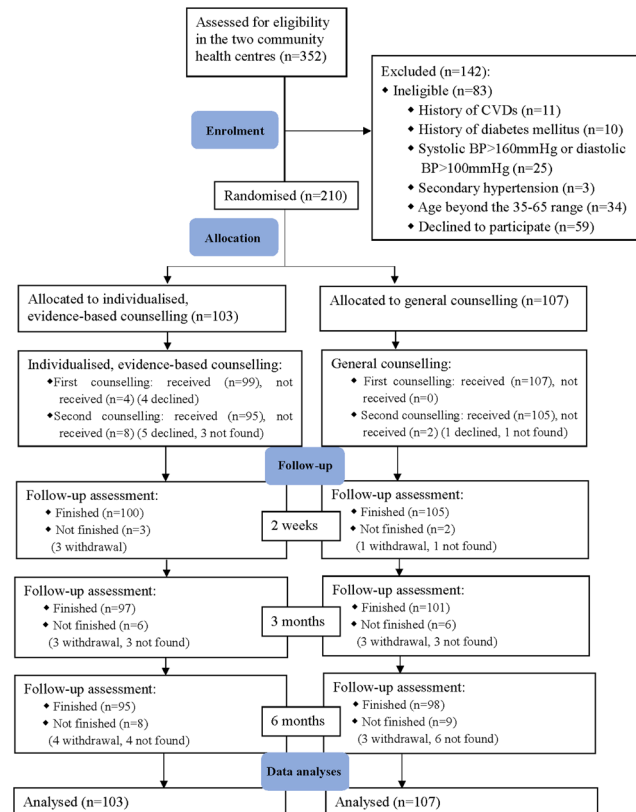 Assessed for eligibility
in the two community
health centres (n=352)
Excluded (n=142):
◆ Ineligible (n=83)
◆ History of CVDs (n=11)
◆ History of diabetes mellitus (n=10)
◆ Systolic BP>160mmHg or diastolic
BP>100mmHg (n=25)
◆ Secondary hypertension (n=3)
◆ Age beyond the 35-65 range (n=34)
◆ Declined to participate (n=59)
Enrolment
Randomised (n=210)
Allocation
Allocated to individualised,
evidence-based counselling (n=103)
Allocated to general counselling (n=107)
Individualised, evidence-based counselling:
◆First counselling: received (n=99), not
received (n=4) (4 declined)
◆Second counselling: received (n=95), not
received (n=8) (5 declined, 3 not found)
General counselling:
◆ First counselling: received (n=107), not
received (n=0)
◆ Second counselling: received (n=105), not
received (n=2) (1 declined, 1 not found)
Follow-up
Follow-up assessment:
◆ Finished (n=100)
◆ Not finished (n=3)
(3 withdrawal)
2 weeks
Follow-up assessment:
◆ Finished (n=105)
◆ Not finished (n=2)
(1 withdrawal, 1 not found)
Follow-up assessment:
◆ Finished (n=97)
◆ Not finished (n=6)
(3 withdrawal, 3 not found)
3 months
Follow-up assessment:
◆ Finished (n=101)
◆ Not finished (n=6)
(3 withdrawal, 3 not found)
Follow-up assessment:
◆ Finished (n=95)
◆ Not finished (n=8)
(4 withdrawal, 4 not found)
6 months
Follow-up assessment:
◆ Finished (n=98)
◆ Not finished (n=9)
(3 withdrawal, 6 not found)
Data analyses
Analysed (n=103)
Analysed (n=107)